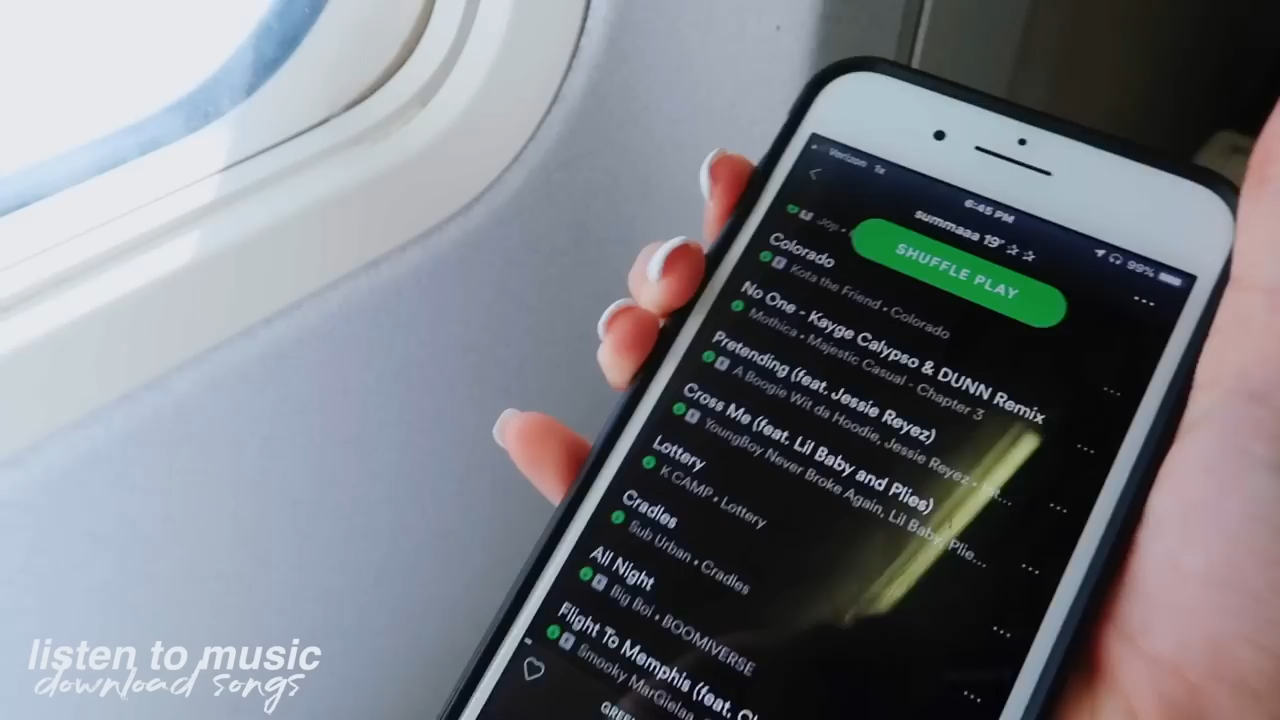 Verizon 1x
6:45 PM
99%
summaaa 19' ☆ ☆
SHUFFLE PLAY
Colorado
E Kota the Friend • Colorado
No One - Kayge Calypso & DUNN Remix
Mothica • Majestic Casual - Chapter 3
Pretending (feat. Jessie Reyez)
E A Boogie Wit da Hoodie, Jessie Reyez •
Cross Me (feat. Lil Baby and Plies)
E YoungBoy Never Broke Again, Lil Baby, Plie...
Lottery
K CAMP • Lottery
Cradles
Sub Urban • Cradles
All Night
E Big Boi • BOOMIVERSE
Flight To Memphis (feat.
E Smooky MarGielaa
listen to music
download songs